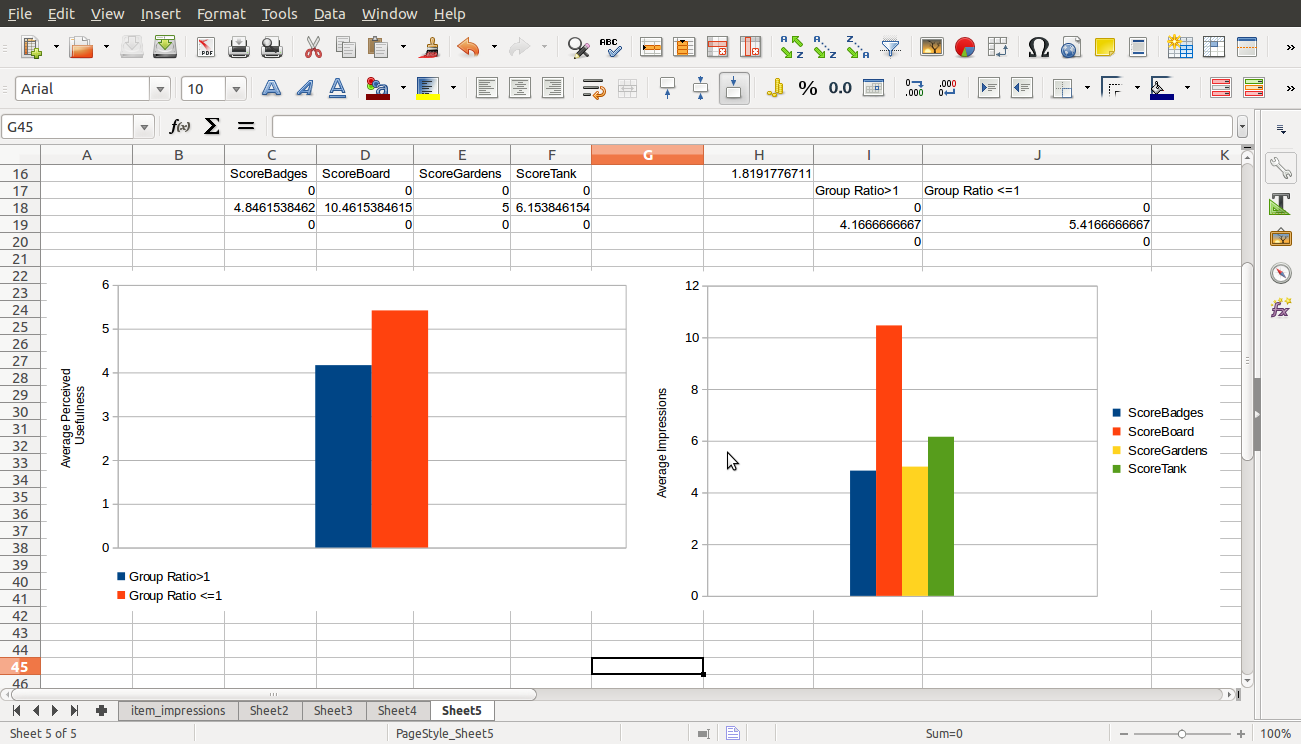 File Edit View Insert Format Tools Data Window Help
Arial 10
G45
A B C D E F G H I J K
16 ScoreBadges ScoreBoard ScoreGardens ScoreTank 1.8191776711
17 0 0 0 0 Group Ratio>1 Group Ratio <=1
18 4.8461538462 10.4615384615 5 6.153846154 0 0
19 0 0 0 0 4.1666666667 5.4166666667
20 0 0
21
22
23
24
25
26
27
28
29
30
31
32
33
34
35
36
37
38
39
40
41
42
43
44
45
46
6
5
4
3
2
1
0
Average Perceived
Usefulness
Group Ratio>1
Group Ratio <=1
12
10
8
6
4
2
0
Average Impressions
ScoreBadges
ScoreBoard
ScoreGardens
ScoreTank
item_impressions Sheet2 Sheet3 Sheet4 Sheet5
Sheet 5 of 5 PageStyle_Sheet5 Sum=0 100%